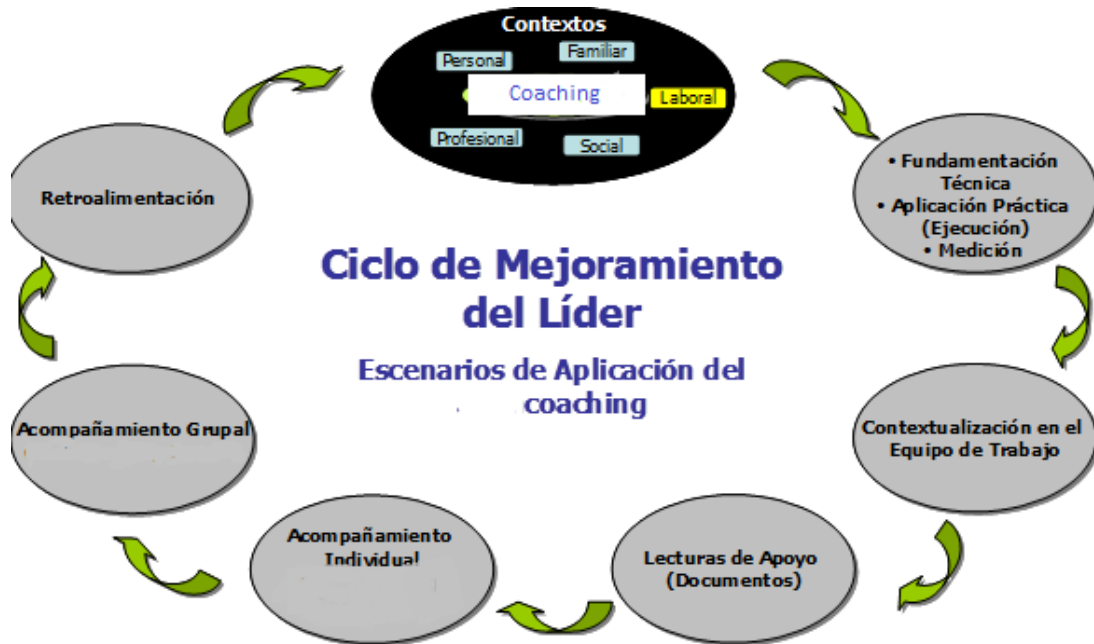 Contextos
Personal
Familiar
Coaching
Laboral
Profesional
Social
• Fundamentación
Técnica
• Aplicación Práctica
(Ejecución)
• Medición
Contextualización en el
Equipo de Trabajo
Lecturas de Apoyo
(Documentos)
Acompañamiento
Individual
Acompañamiento Grupal
Retroalimentación
Ciclo de Mejoramiento
del Líder
Escenarios de Aplicación del
coaching